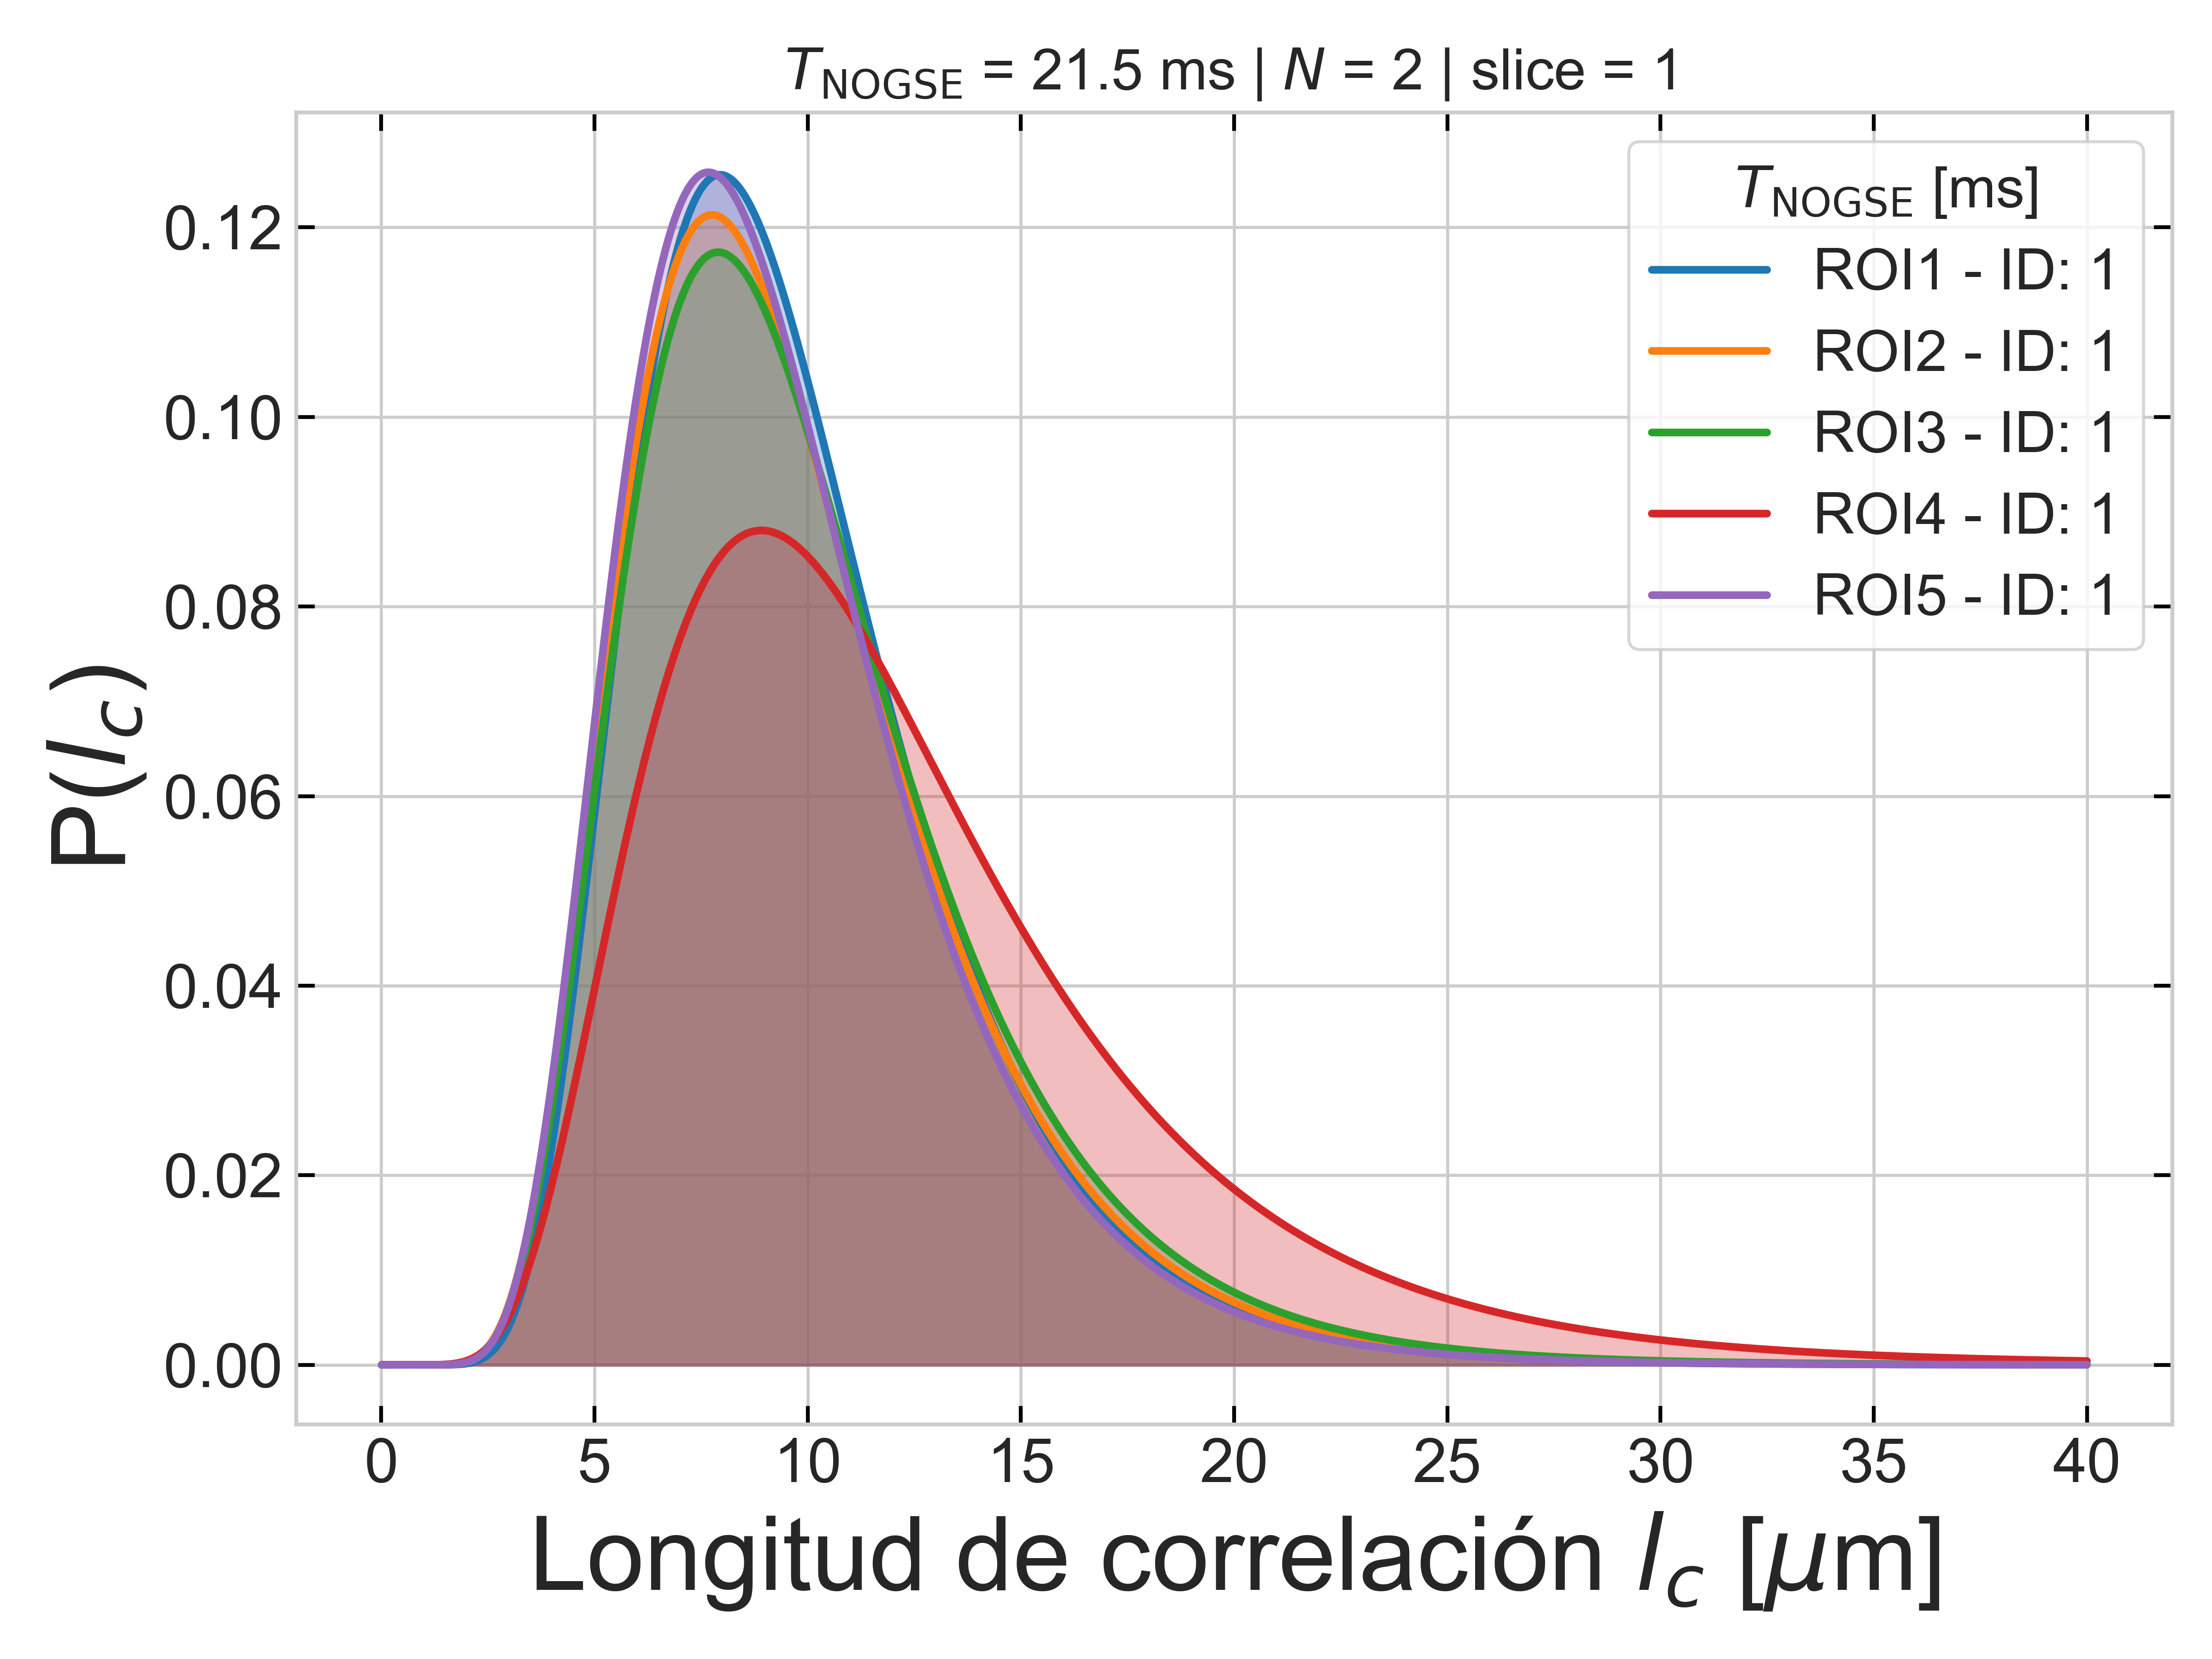 T_NOGSE = 21.5 ms | N = 2 | slice = 1
T_NOGSE [ms]
ROI1 - ID: 1
ROI2 - ID: 1
ROI3 - ID: 1
ROI4 - ID: 1
ROI5 - ID: 1
P(l_c)
0.12
0.10
0.08
0.06
0.04
0.02
0.00
0 5 10 15 20 25 30 35 40
Longitud de correlación l_c [μm]